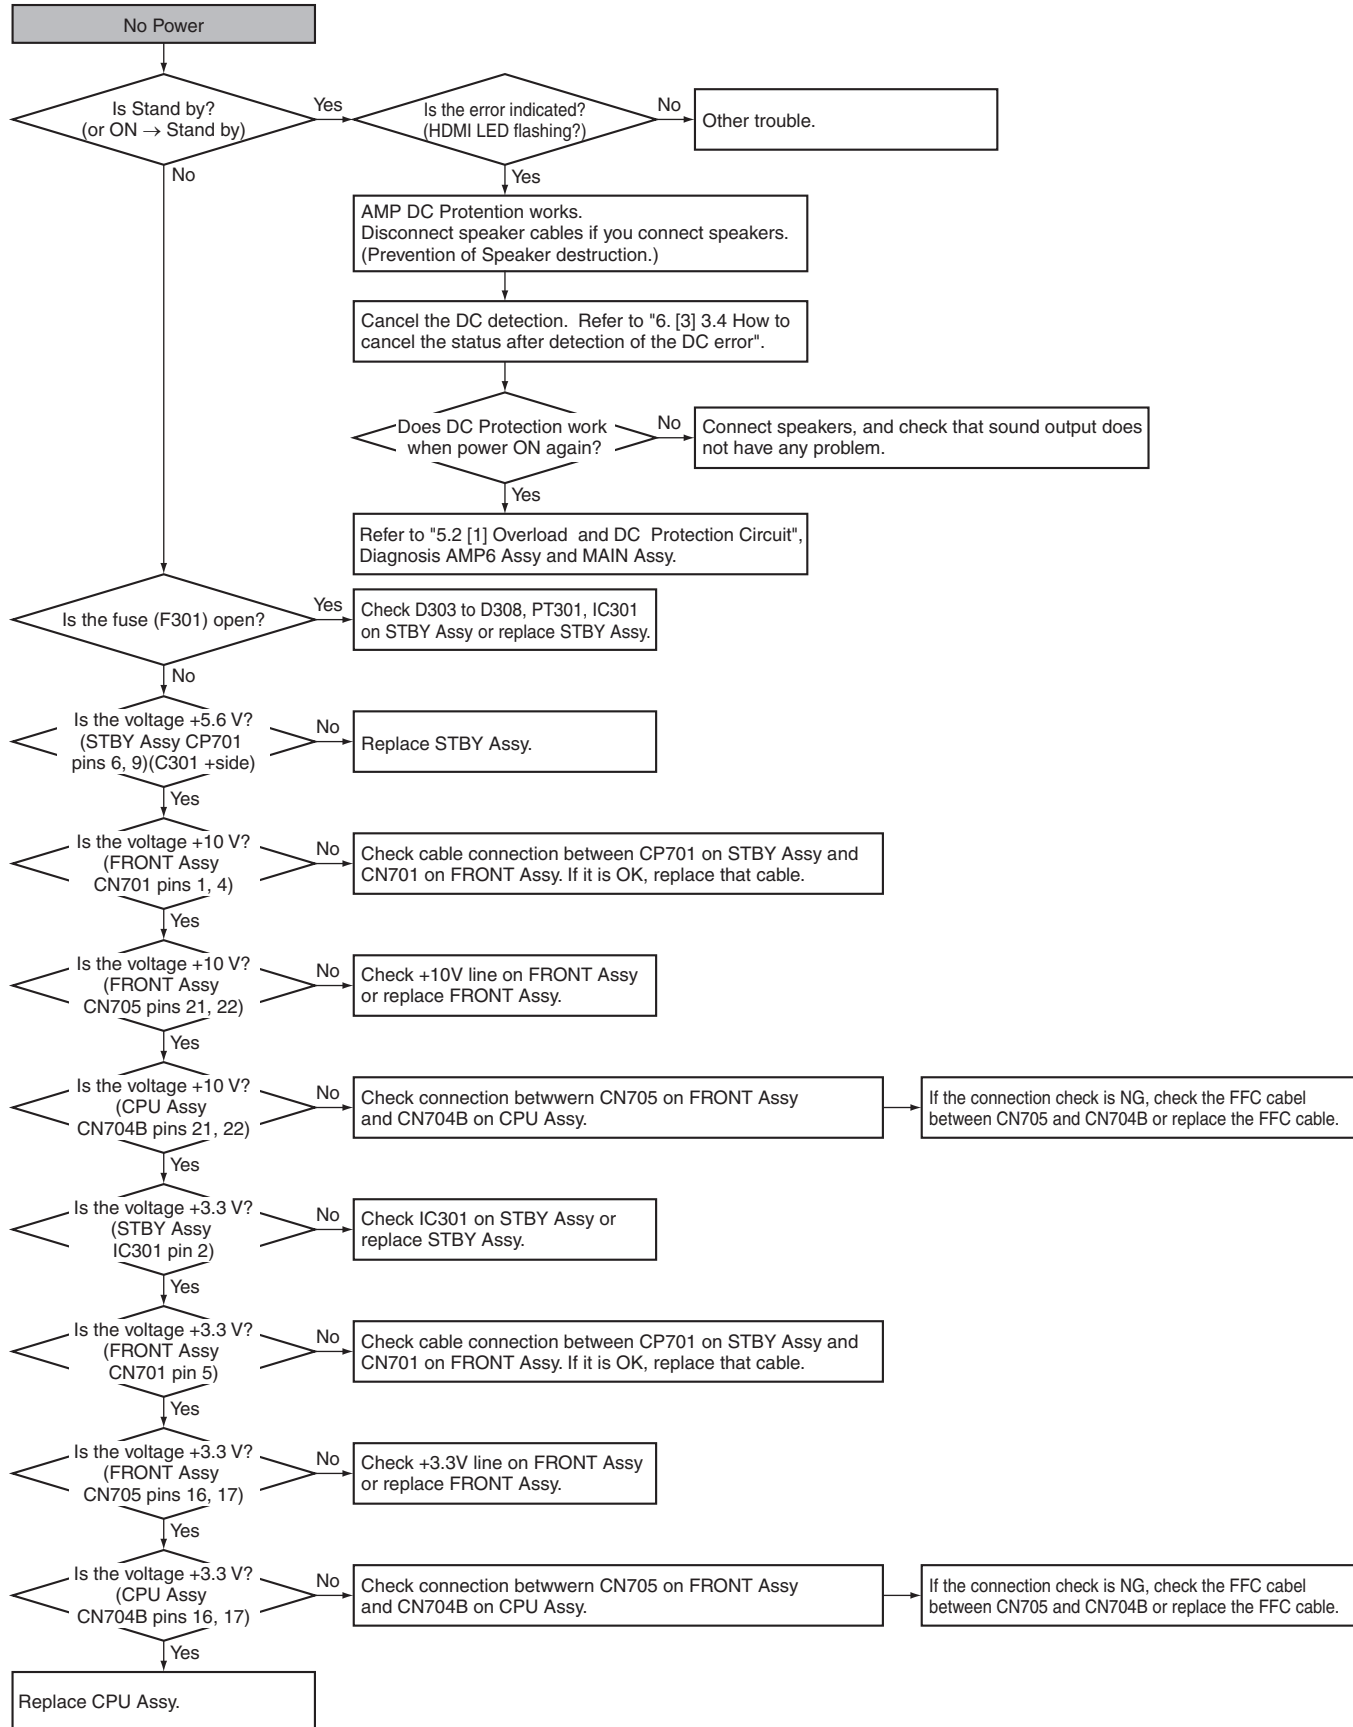 No Power
Is Stand by?
(or ON → Stand by)
Yes
Is the error indicated?
(HDMI LED flashing?)
No
Other trouble.
No
Yes
AMP DC Protention works.
Disconnect speaker cables if you connect speakers.
(Prevention of Speaker destruction.)
Cancel the DC detection. Refer to "6. [3] 3.4 How to
cancel the status after detection of the DC error".
Does DC Protection work
when power ON again?
No
Connect speakers, and check that sound output does
not have any problem.
Yes
Refer to "5.2 [1] Overload and DC Protection Circuit",
Diagnosis AMP6 Assy and MAIN Assy.
Is the fuse (F301) open?
Yes
Check D303 to D308, PT301, IC301
on STBY Assy or replace STBY Assy.
No
Is the voltage +5.6 V?
(STBY Assy CP701
pins 6, 9)(C301 +side)
No
Replace STBY Assy.
Yes
Is the voltage +10 V?
(FRONT Assy
CN701 pins 1, 4)
No
Check cable connection between CP701 on STBY Assy and
CN701 on FRONT Assy. If it is OK, replace that cable.
Yes
Is the voltage +10 V?
(FRONT Assy
CN705 pins 21, 22)
No
Check +10V line on FRONT Assy
or replace FRONT Assy.
Yes
Is the voltage +10 V?
(CPU Assy
CN704B pins 21, 22)
No
Check connection betwwern CN705 on FRONT Assy
and CN704B on CPU Assy.
If the connection check is NG, check the FFC cabel
between CN705 and CN704B or replace the FFC cable.
Yes
Is the voltage +3.3 V?
(STBY Assy
IC301 pin 2)
No
Check IC301 on STBY Assy or
replace STBY Assy.
Yes
Is the voltage +3.3 V?
(FRONT Assy
CN701 pin 5)
No
Check cable connection between CP701 on STBY Assy and
CN701 on FRONT Assy. If it is OK, replace that cable.
Yes
Is the voltage +3.3 V?
(FRONT Assy
CN705 pins 16, 17)
No
Check +3.3V line on FRONT Assy
or replace FRONT Assy.
Yes
Is the voltage +3.3 V?
(CPU Assy
CN704B pins 16, 17)
No
Check connection betwwern CN705 on FRONT Assy
and CN704B on CPU Assy.
If the connection check is NG, check the FFC cabel
between CN705 and CN704B or replace the FFC cable.
Yes
Replace CPU Assy.